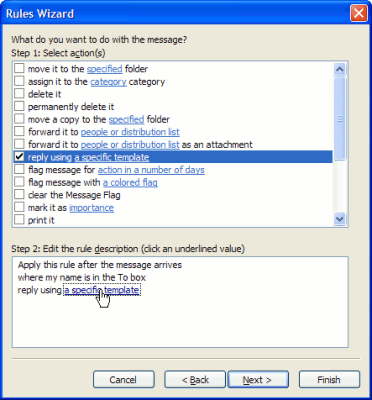 Rules Wizard
What do you want to do with the message?
Step 1: Select action(s)
move it to the specified folder
assign it to the category category
delete it
permanently delete it
move a copy to the specified folder
forward it to people or distribution list
forward it to people or distribution list as an attachment
reply using a specific template
flag message for action in a number of days
flag message with a colored flag
clear the Message Flag
mark it as importance
print it
Step 2: Edit the rule description (click an underlined value)
Apply this rule after the message arrives
where my name is in the To box
reply using a specific template
Cancel
< Back
Next >
Finish